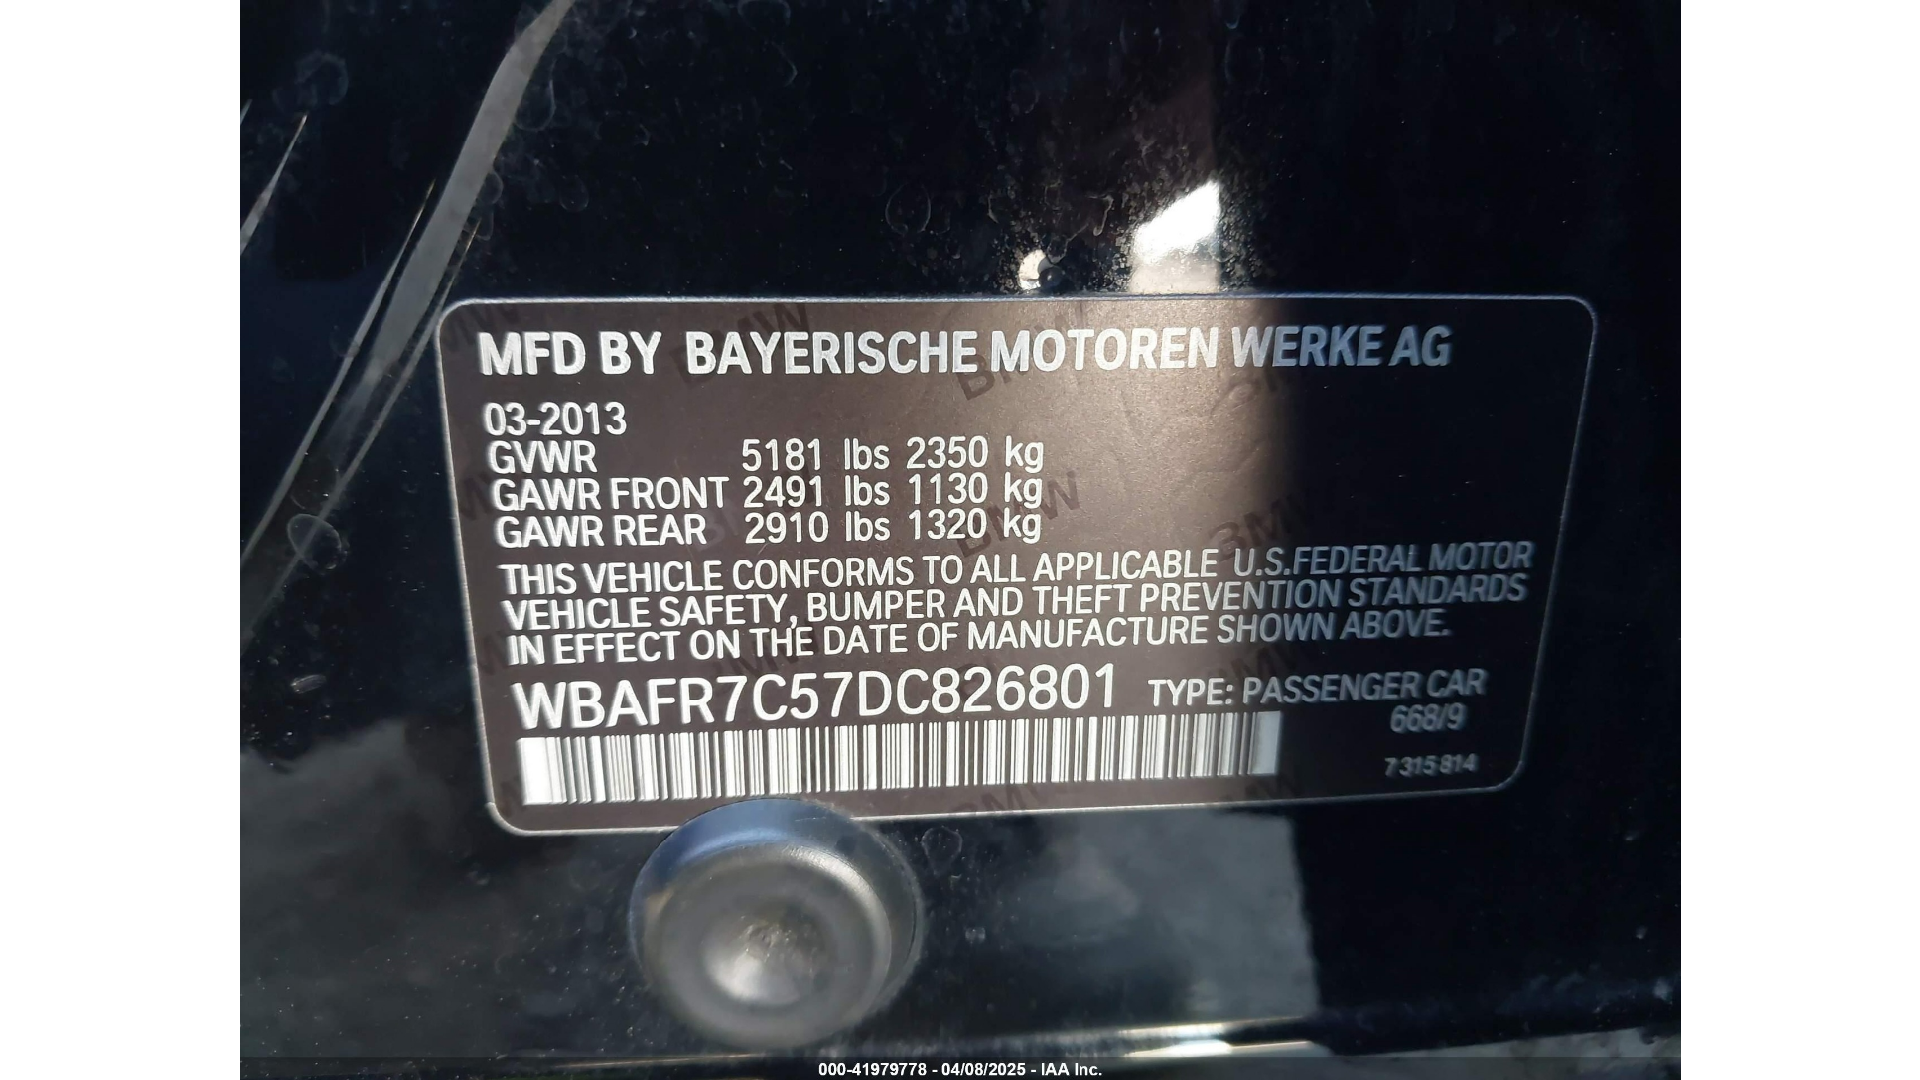 MFD BY BAYERISCHE MOTOREN WERKE AG
03-2013
GVWR 5181 lbs 2350 kg
GAWR FRONT 2491 lbs 1130 kg
GAWR REAR 2910 lbs 1320 kg
THIS VEHICLE CONFORMS TO ALL APPLICABLE U.S.FEDERAL MOTOR
VEHICLE SAFETY, BUMPER AND THEFT PREVENTION STANDARDS
IN EFFECT ON THE DATE OF MANUFACTURE SHOWN ABOVE.
WBAFR7C57DC826801 TYPE: PASSENGER CAR
668/9
7 315 814
000-41979778 - 04/08/2025 - IAA Inc.